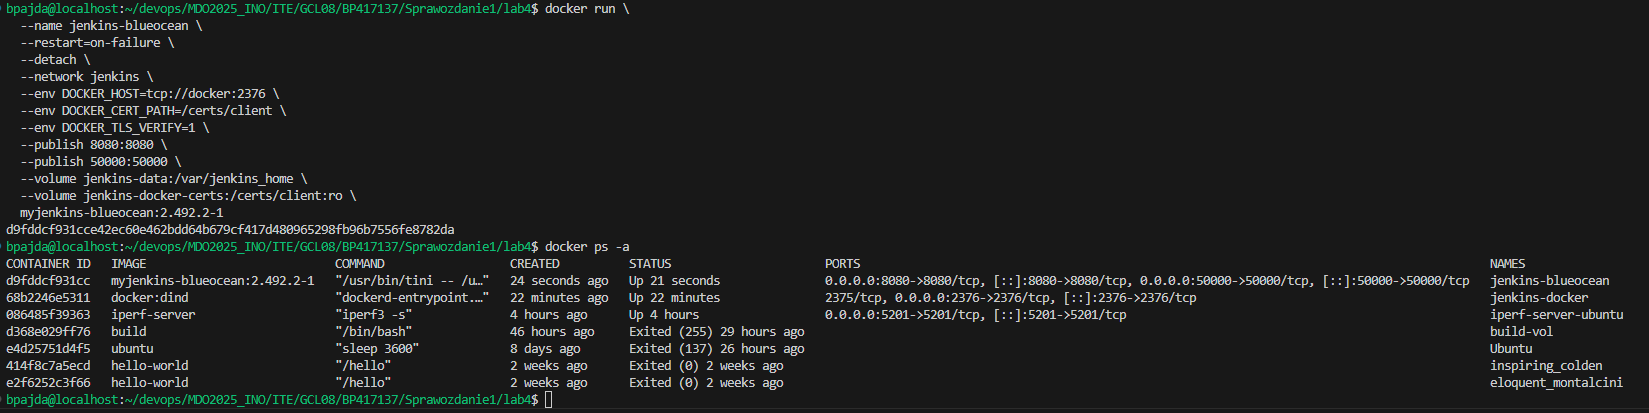 bpajda@localhost:~/devops/MDO2025_INO/ITE/GCL08/BP417137/Sprawozdanie1/lab4$ docker run \
  --name jenkins-blueocean \
  --restart=on-failure \
  --detach \
  --network jenkins \
  --env DOCKER_HOST=tcp://docker:2376 \
  --env DOCKER_CERT_PATH=/certs/client \
  --env DOCKER_TLS_VERIFY=1 \
  --publish 8080:8080 \
  --publish 50000:50000 \
  --volume jenkins-data:/var/jenkins_home \
  --volume jenkins-docker-certs:/certs/client:ro \
  myjenkins-blueocean:2.492.2-1
d9fddcf931cce42ec60e462bdd64b679cf417d480965298fb96b7556fe8782da
bpajda@localhost:~/devops/MDO2025_INO/ITE/GCL08/BP417137/Sprawozdanie1/lab4$ docker ps -a
CONTAINER ID   IMAGE                           COMMAND                  CREATED          STATUS                      PORTS                                                                                      NAMES
d9fddcf931cc   myjenkins-blueocean:2.492.2-1   "/usr/bin/tini -- /u…"   24 seconds ago   Up 21 seconds               0.0.0.0:8080->8080/tcp, [::]:8080->8080/tcp, 0.0.0.0:50000->50000/tcp, [::]:50000->50000/tcp   jenkins-blueocean
68b2246e5311   docker:dind                     "dockerd-entrypoint.…"   22 minutes ago   Up 22 minutes               2375/tcp, 0.0.0.0:2376->2376/tcp, [::]:2376->2376/tcp                                      jenkins-docker
086485f39363   iperf-server                    "iperf3 -s"              4 hours ago      Up 4 hours                  0.0.0.0:5201->5201/tcp, [::]:5201->5201/tcp                                                iperf-server-ubuntu
d368e029ff76   build                           "/bin/bash"              46 hours ago     Exited (255) 29 hours ago                                                                                              build-vol
e4d25751d4f5   ubuntu                          "sleep 3600"             8 days ago       Exited (137) 26 hours ago                                                                                              Ubuntu
414f8c7a5ecd   hello-world                     "/hello"                 2 weeks ago      Exited (0) 2 weeks ago                                                                                                 inspiring_colden
e2f6252c3f66   hello-world                     "/hello"                 2 weeks ago      Exited (0) 2 weeks ago                                                                                                 eloquent_montalcini
bpajda@localhost:~/devops/MDO2025_INO/ITE/GCL08/BP417137/Sprawozdanie1/lab4$